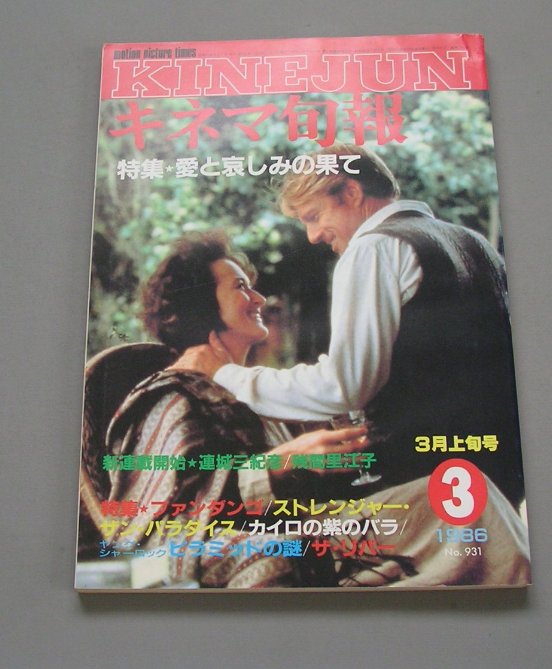 motion picture times
KINEJUN
キネマ旬報
特集★愛と哀しみの果て
新連載開始★連城三紀彦/
里江子
3月上旬号
3
1986
No. 931
特集★ファンダンゴ/ストレンジャー・
ザン・パラダイス/カイロの紫のバラ/
ヤング・
シャーロック ピラミッドの謎/ザ・リバー